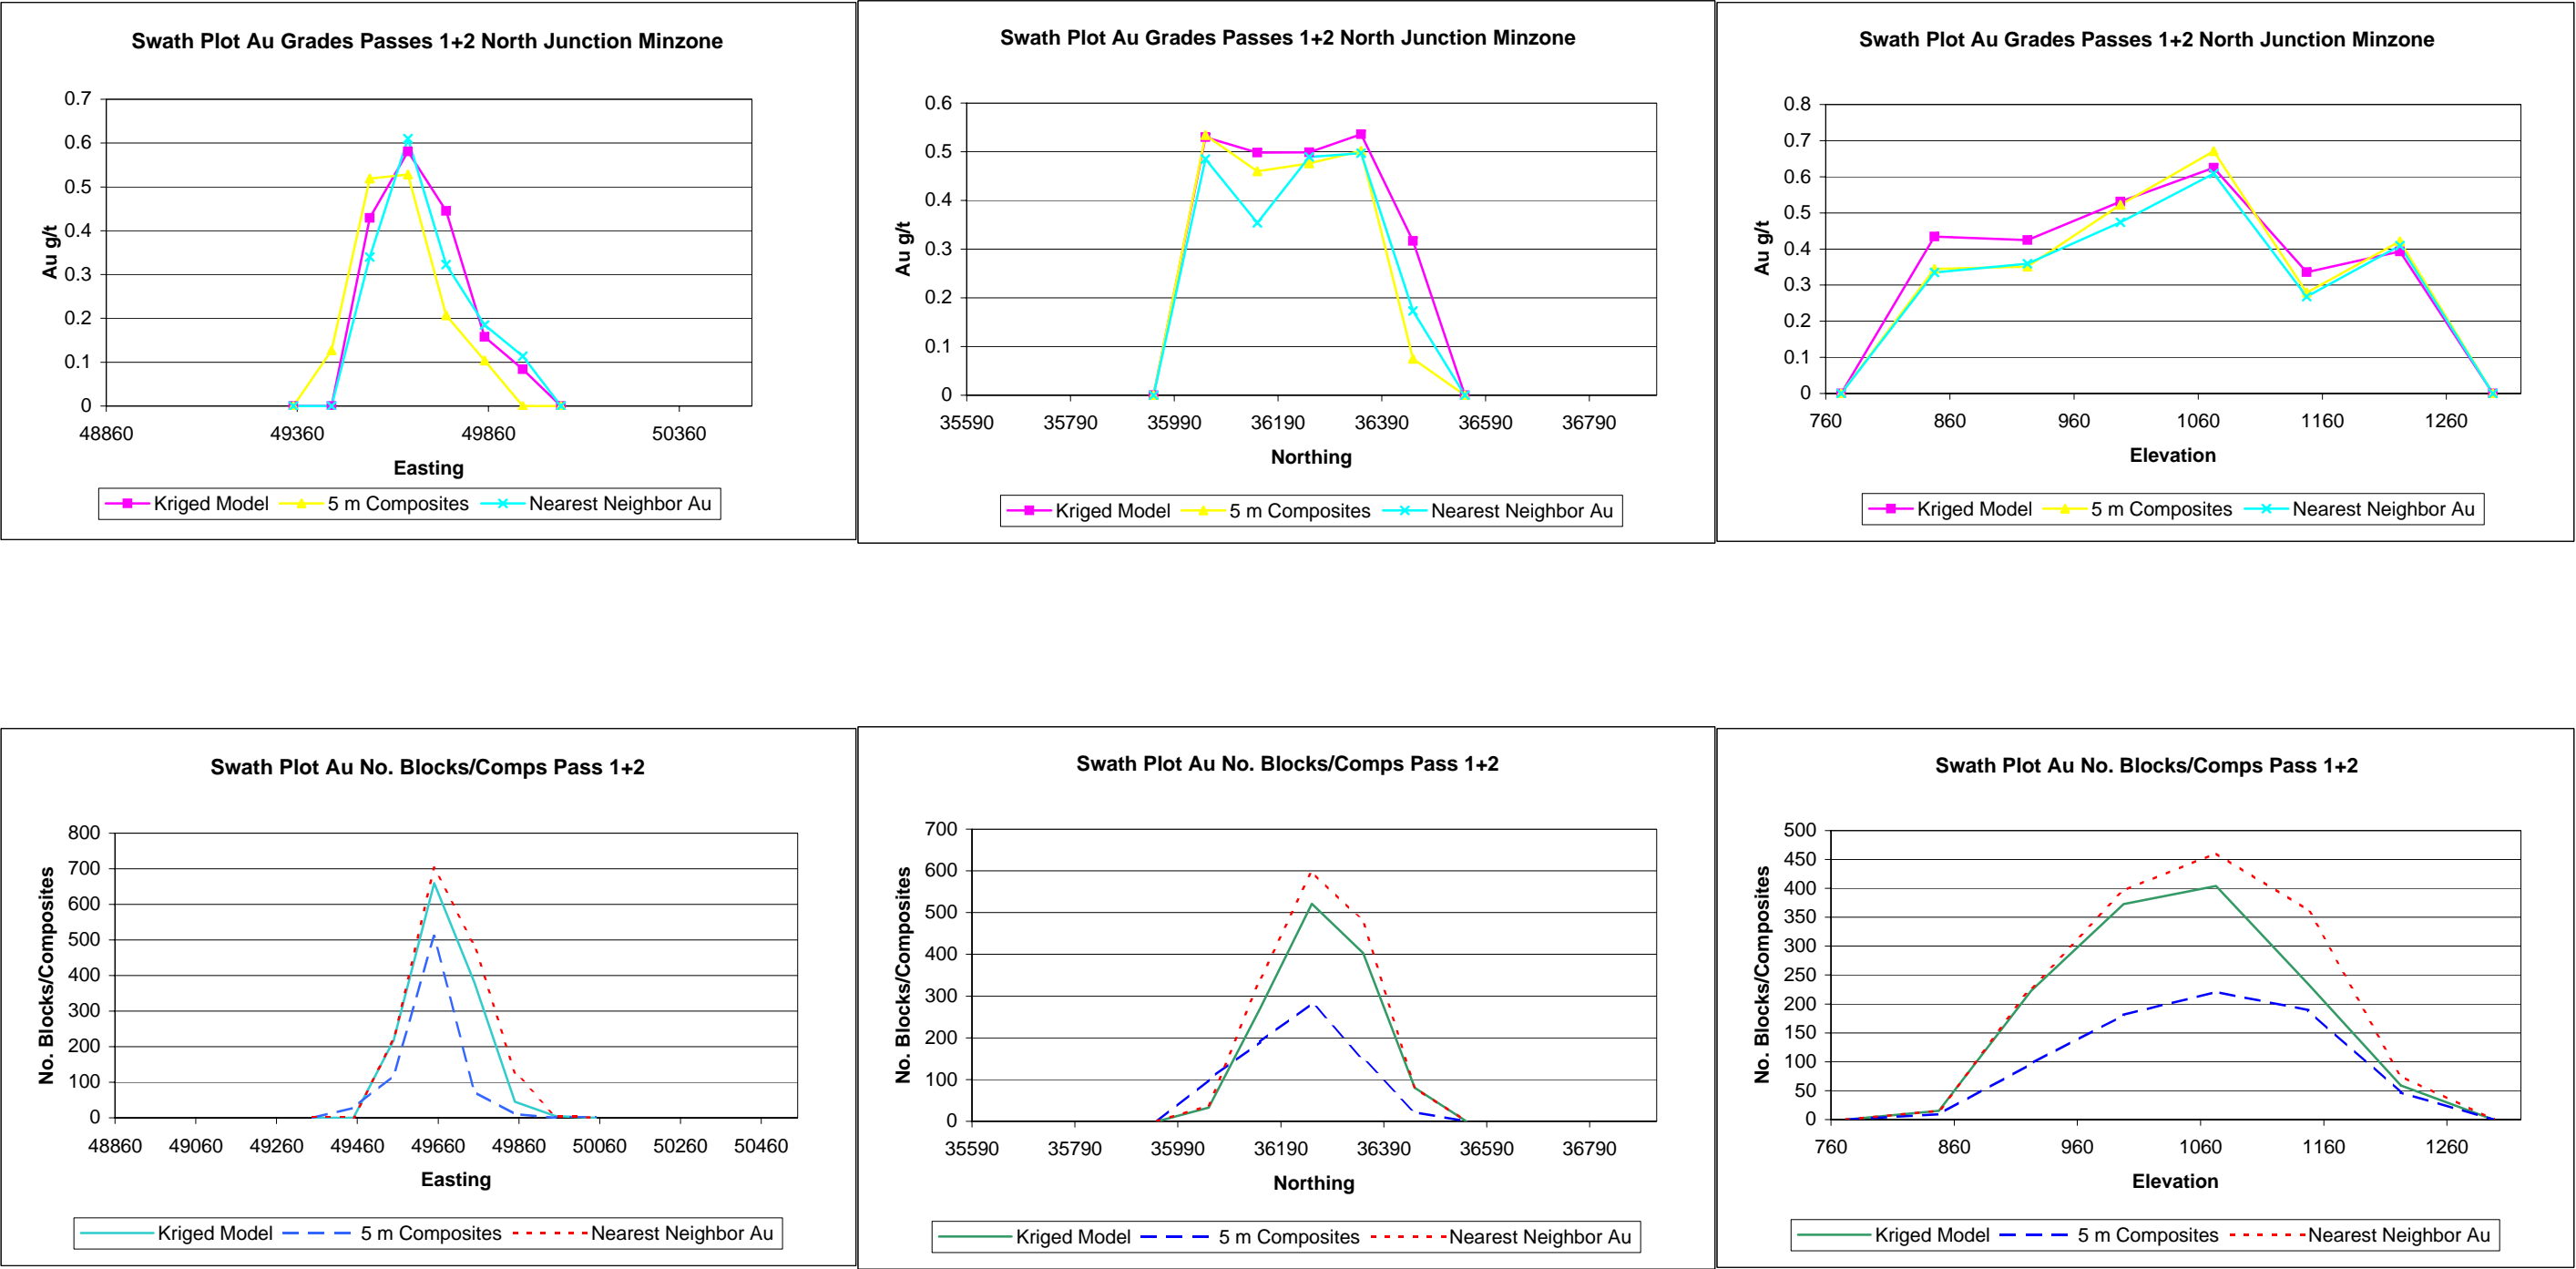 Swath Plot Au Grades Passes 1+2 North Junction Minzone
0.7
0.6
0.5
0.4
0.3
0.2
0.1
0
Au g/t
48860 49360 49860 50360
Easting
Kriged Model 5 m Composites Nearest Neighbor Au
Swath Plot Au Grades Passes 1+2 North Junction Minzone
0.6
0.5
0.4
0.3
0.2
0.1
0
Au g/t
35590 35790 35990 36190 36390 36590 36790
Northing
Kriged Model 5 m Composites Nearest Neighbor Au
Swath Plot Au Grades Passes 1+2 North Junction Minzone
0.8
0.7
0.6
0.5
0.4
0.3
0.2
0.1
0
Au g/t
760 860 960 1060 1160 1260
Elevation
Kriged Model 5 m Composites Nearest Neighbor Au
Swath Plot Au No. Blocks/Comps Pass 1+2
800
700
600
500
400
300
200
100
0
No. Blocks/Composites
48860 49060 49260 49460 49660 49860 50060 50260 50460
Easting
Kriged Model 5 m Composites Nearest Neighbor Au
Swath Plot Au No. Blocks/Comps Pass 1+2
700
600
500
400
300
200
100
0
No. Blocks/Composites
35590 35790 35990 36190 36390 36590 36790
Northing
Kriged Model 5 m Composites Nearest Neighbor Au
Swath Plot Au No. Blocks/Comps Pass 1+2
500
450
400
350
300
250
200
150
100
50
0
No. Blocks/Composites
760 860 960 1060 1160 1260
Elevation
Kriged Model 5 m Composites Nearest Neighbor Au